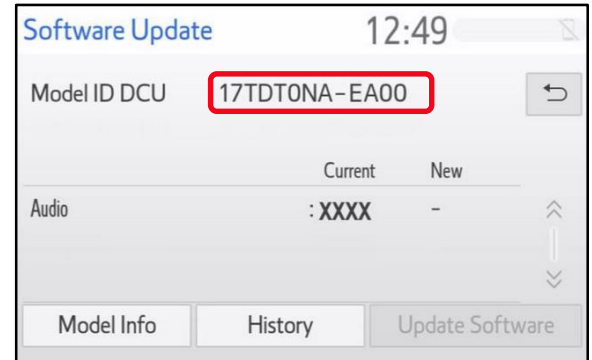 Software Update 12:49
Model ID DCU 17TDT0NA-EA00
Current New
Audio : XXXX -
Model Info History Update Software